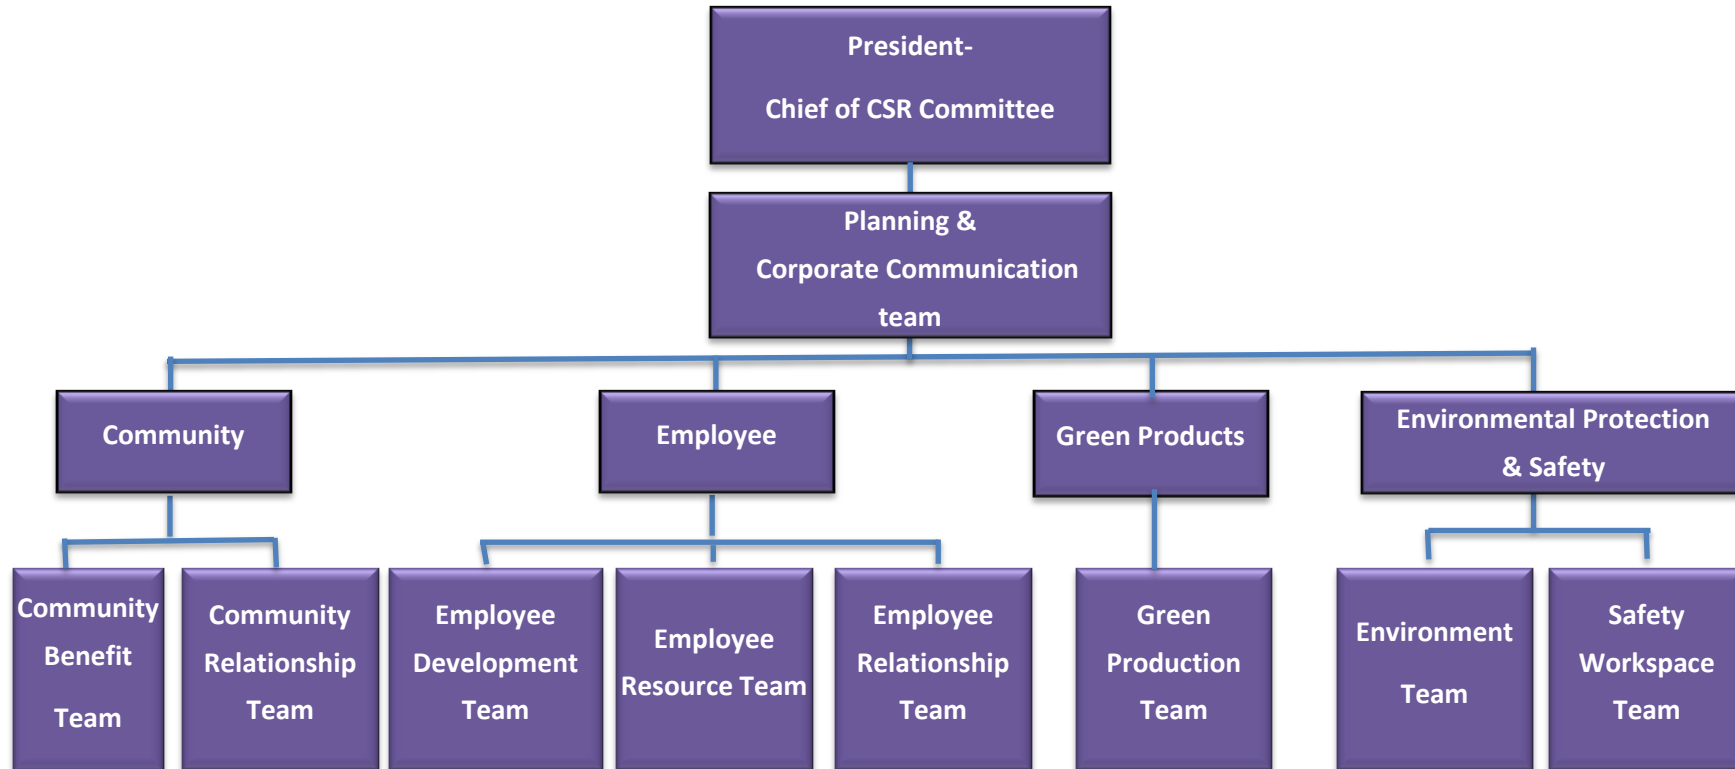 President-
Chief of CSR Committee
Planning &
Corporate Communication
team
Community
Employee
Green Products
Environmental Protection
& Safety
Community
Benefit
Team
Community
Relationship
Team
Employee
Development
Team
Employee
Resource Team
Employee
Relationship
Team
Green
Production
Team
Environment
Team
Safety
Workspace
Team